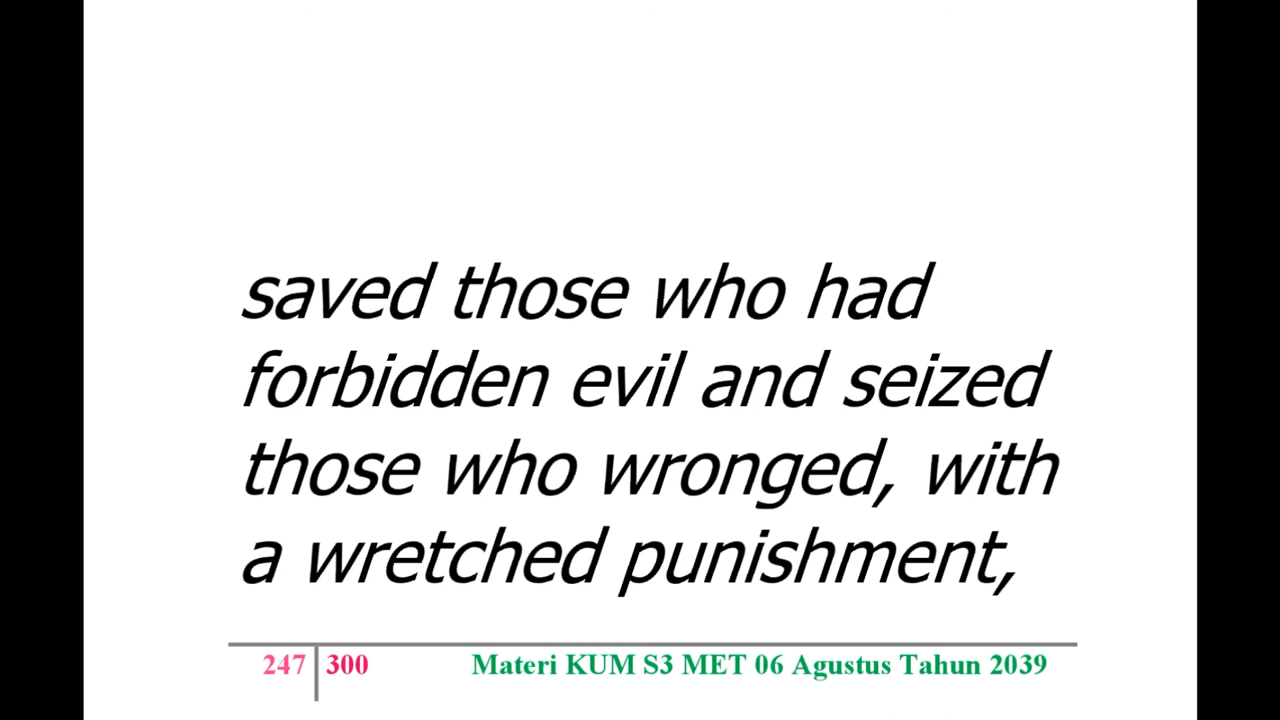 saved those who had
forbidden evil and seized
those who wronged, with
a wretched punishment,
247 300 Materi KUM S3 MET 06 Agustus Tahun 2039